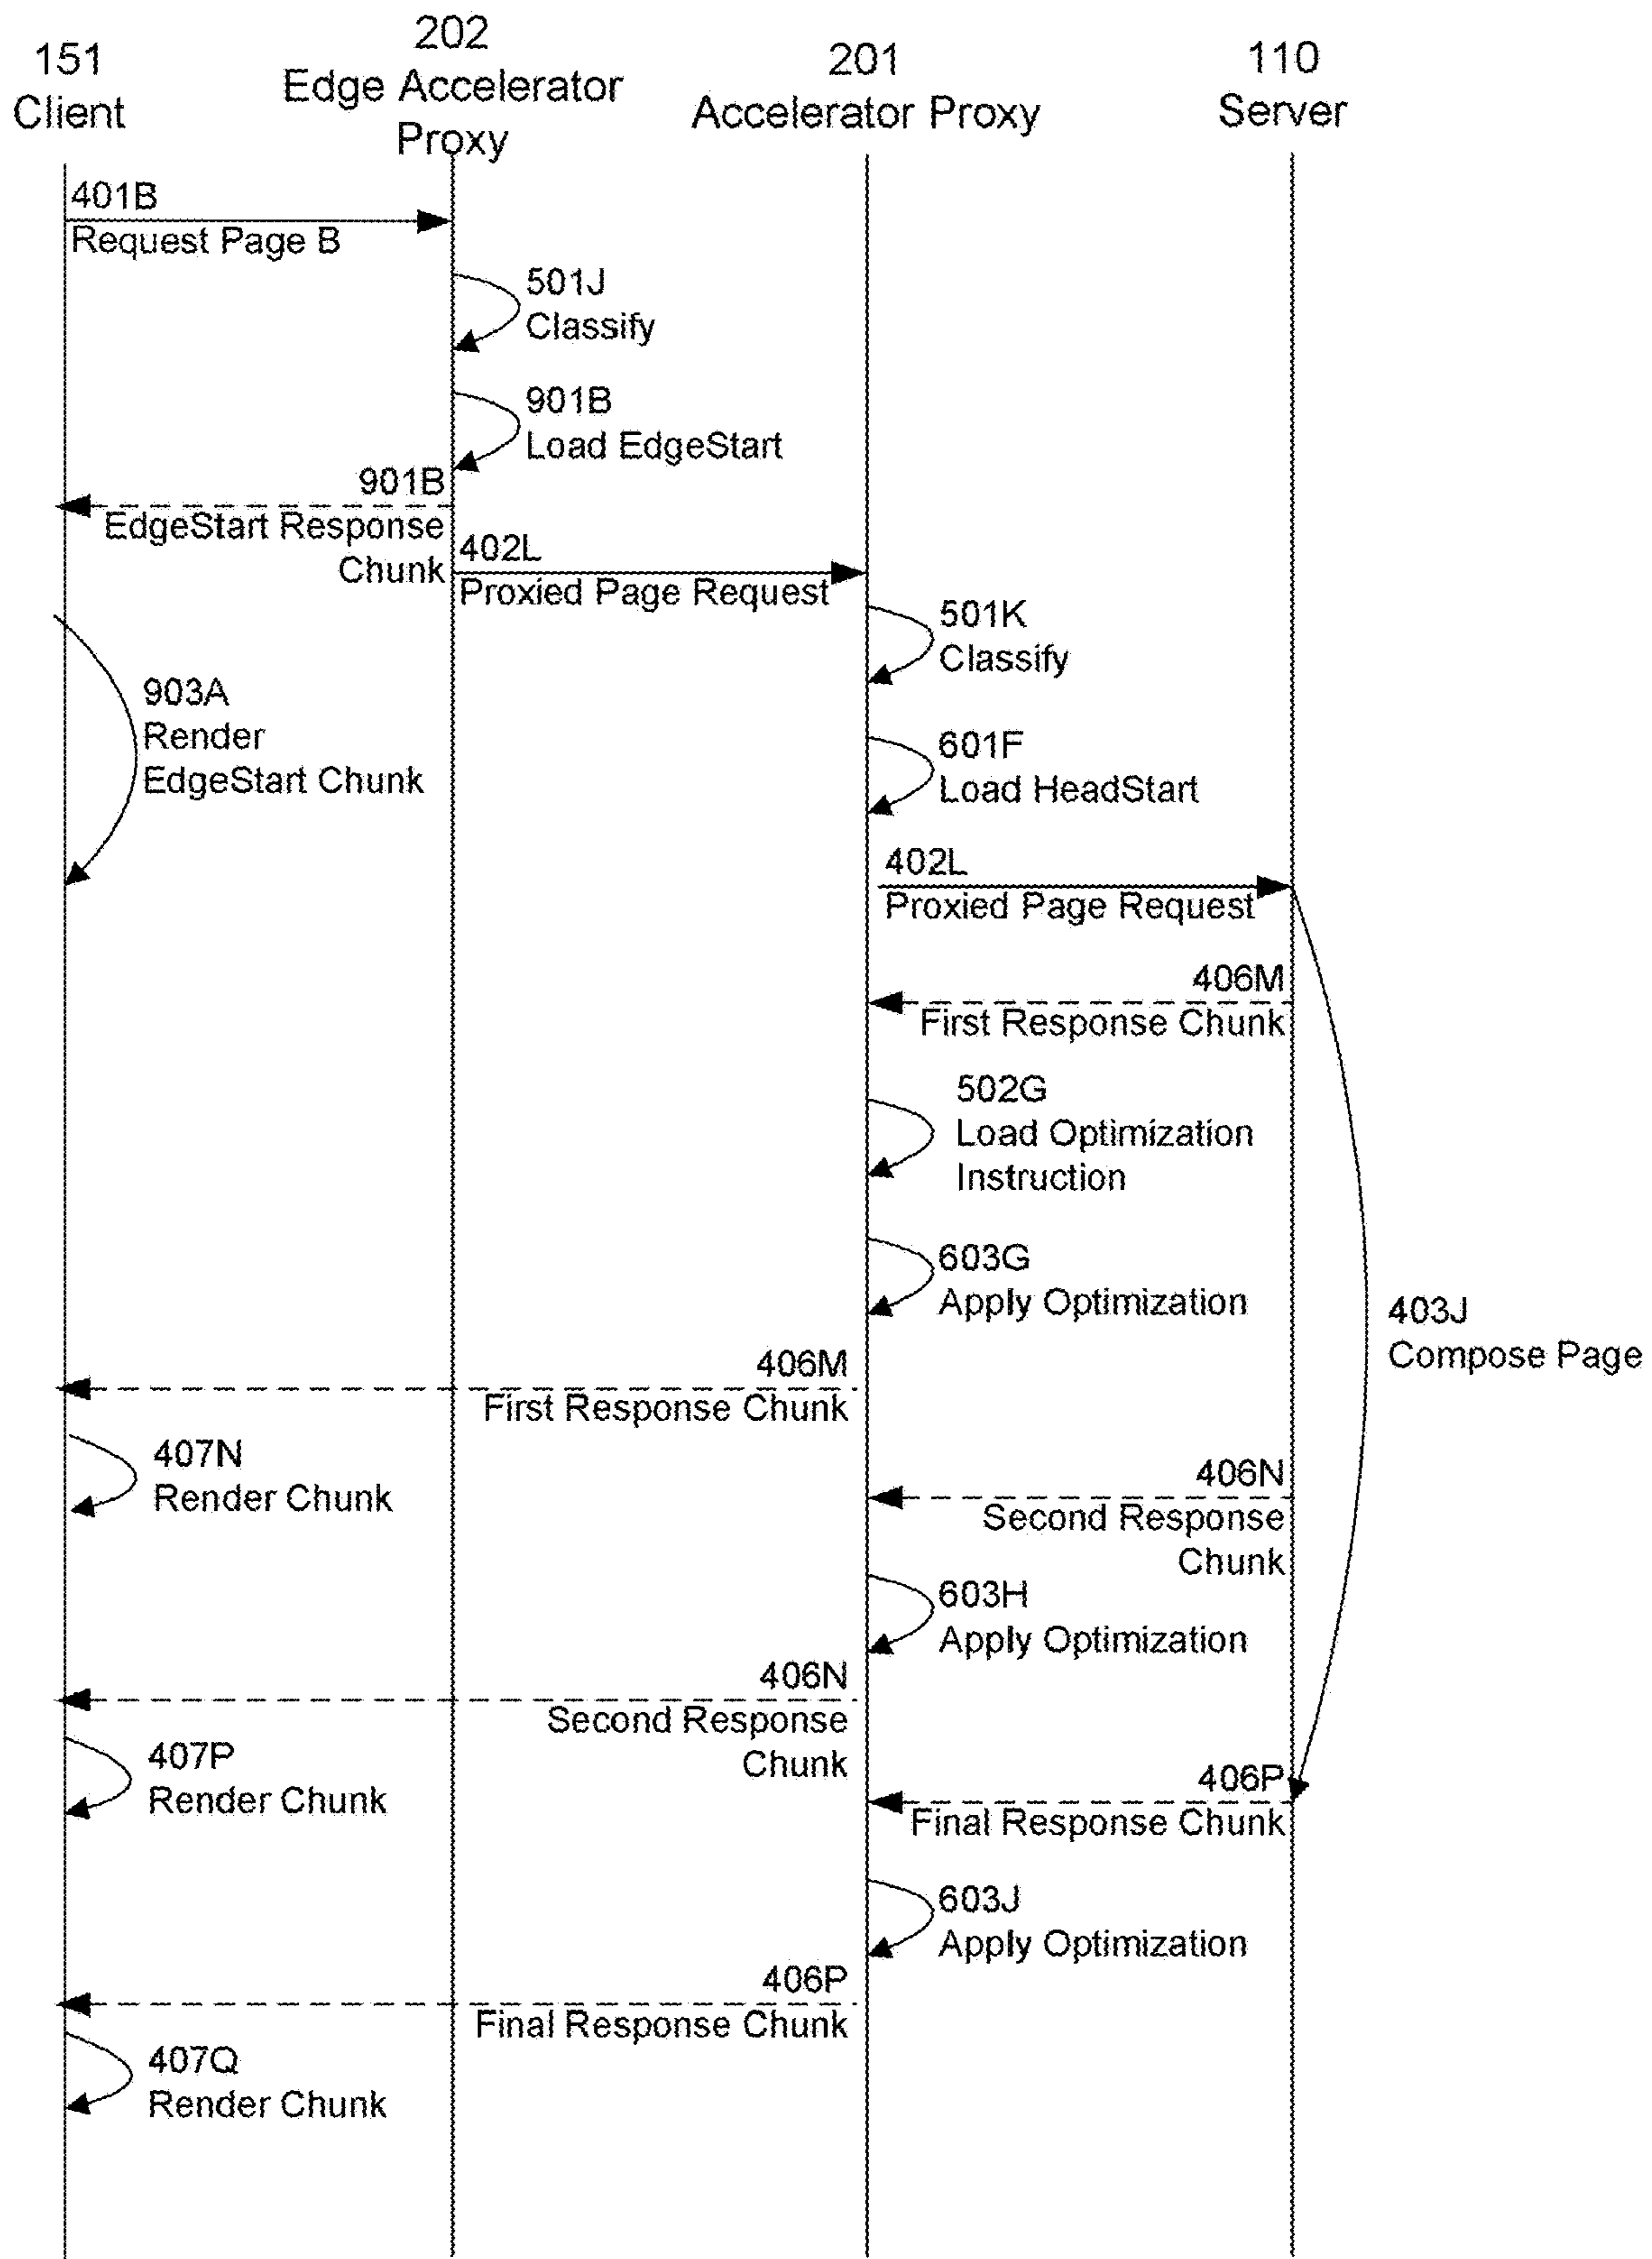 151
Client
202
Edge Accelerator
Proxy
201
Accelerator Proxy
110
Server
401B
Request Page B
501J
Classify
901B
Load EdgeStart
901B
EdgeStart Response
Chunk
402L
Proxied Page Request
501K
Classify
903A
Render
EdgeStart Chunk
601F
Load HeadStart
402L
Proxied Page Request
406M
First Response Chunk
502G
Load Optimization
Instruction
603G
Apply Optimization
403J
Compose Page
406M
First Response Chunk
407N
Render Chunk
406N
Second Response
Chunk
603H
Apply Optimization
406N
Second Response
Chunk
407P
Render Chunk
406P
Final Response Chunk
603J
Apply Optimization
406P
Final Response Chunk
407Q
Render Chunk